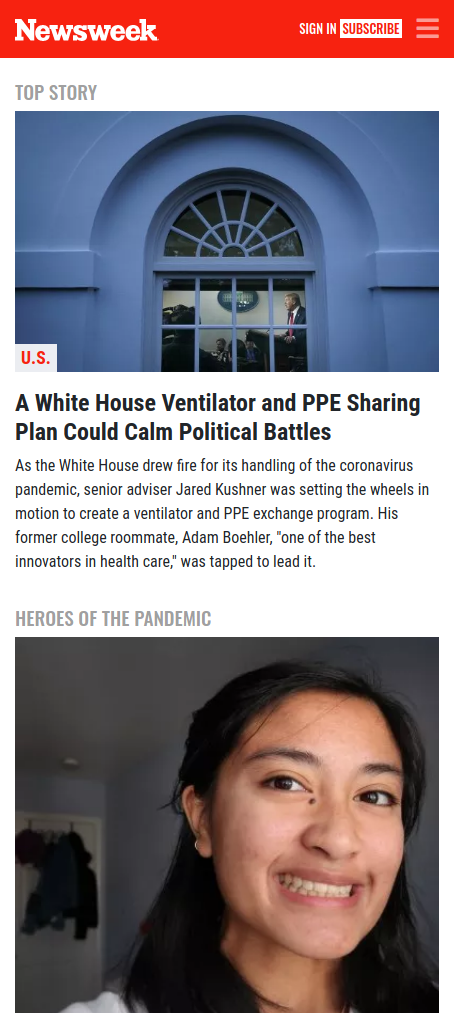 Newsweek
SIGN IN SUBSCRIBE
TOP STORY
U.S.
A White House Ventilator and PPE Sharing
Plan Could Calm Political Battles
As the White House drew fire for its handling of the coronavirus
pandemic, senior adviser Jared Kushner was setting the wheels in
motion to create a ventilator and PPE exchange program. His
former college roommate, Adam Boehler, "one of the best
innovators in health care," was tapped to lead it.
HEROES OF THE PANDEMIC